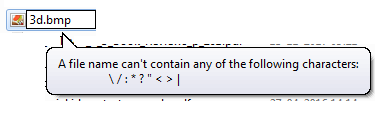 3d.bmp
A file name can't contain any of the following characters:
\ / : * ? " < > |